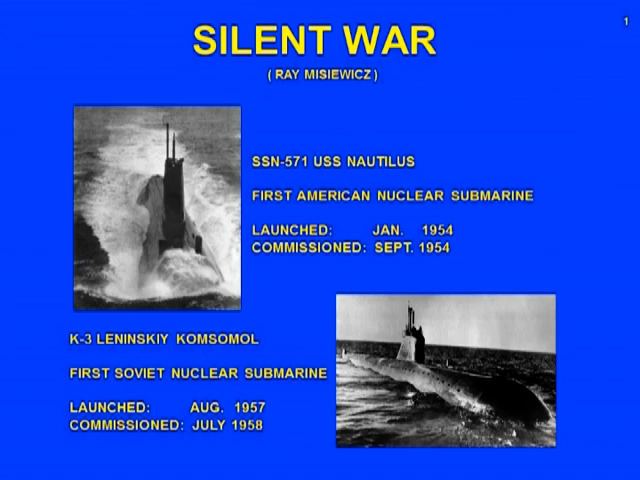 1
SILENT WAR
( RAY MISIEWICZ )
SSN-571 USS NAUTILUS
FIRST AMERICAN NUCLEAR SUBMARINE
LAUNCHED: JAN. 1954
COMMISSIONED: SEPT. 1954
K-3 LENINSKIY KOMSOMOL
FIRST SOVIET NUCLEAR SUBMARINE
LAUNCHED: AUG. 1957
COMMISSIONED: JULY 1958